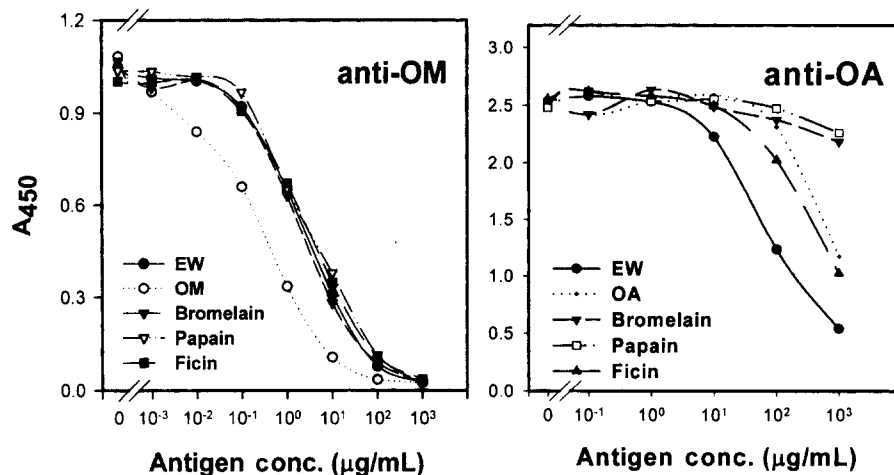 anti-OM
A450
1.2
0.9
0.6
0.3
0.0
EW
OM
Bromelain
Papain
Ficin
0 10-3 10-2 10-1 100 101 102 103
Antigen conc. (μg/mL)
anti-OA
3.0
2.5
2.0
1.5
1.0
0.5
0.0
EW
OA
Bromelain
Papain
Ficin
0 10-1 100 101 102 103
Antigen conc. (μg/mL)